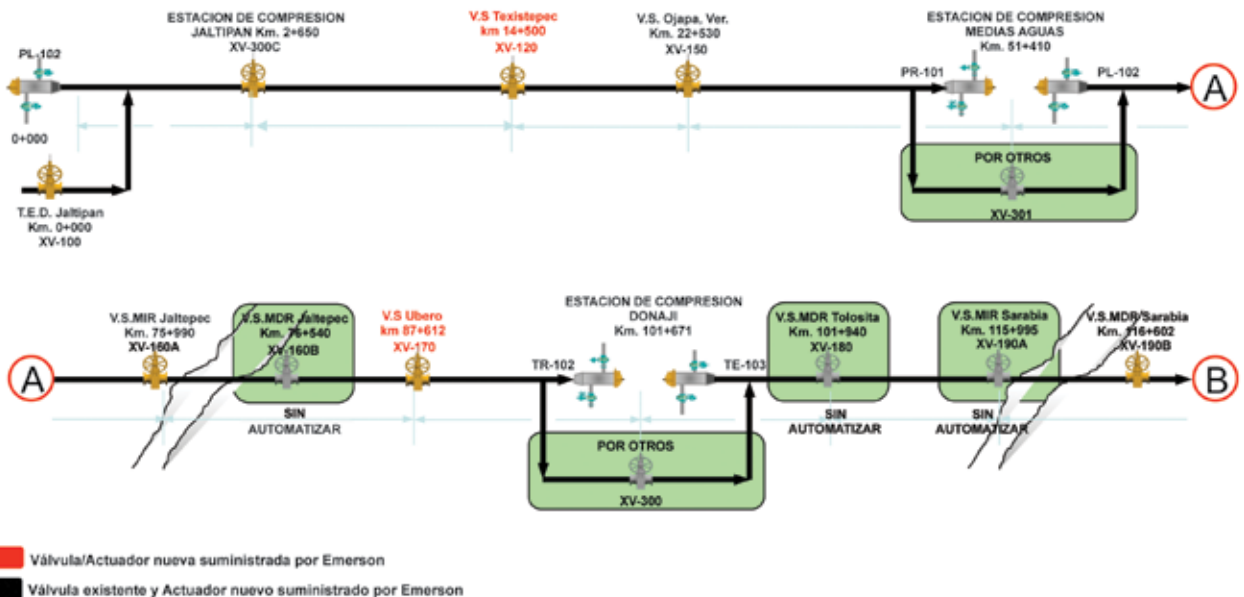 ESTACION DE COMPRESION
JALTIPAN Km. 2+650
XV-300C
V.S Texistepec
km 14+500
XV-120
V.S. Ojapa, Ver.
Km. 22+530
XV-150
ESTACION DE COMPRESION
MEDIAS AGUAS
Km. 51+410
PL-102
PR-101
PL-102
A
0+000
T.E.D. Jaltipan
Km. 0+000
XV-100
POR OTROS
XV-301
V.S.MIR Jaltepec
Km. 75+990
XV-160A
V.S.MDR Jaltepec
Km. 76+540
XV-160B
SIN
AUTOMATIZAR
V.S Ubero
km 87+612
XV-170
ESTACION DE COMPRESION
DONAJI
Km. 101+671
TR-102
TE-103
V.S.MDR Tolosita
Km. 101+940
XV-180
SIN
AUTOMATIZAR
V.S.MIR Sarabia
Km. 115+995
XV-190A
SIN
AUTOMATIZAR
V.S.MDR Sarabia
Km. 116+602
XV-190B
A
B
POR OTROS
XV-300
Válvula/Actuador nueva suministrada por Emerson
Válvula existente y Actuador nuevo suministrado por Emerson